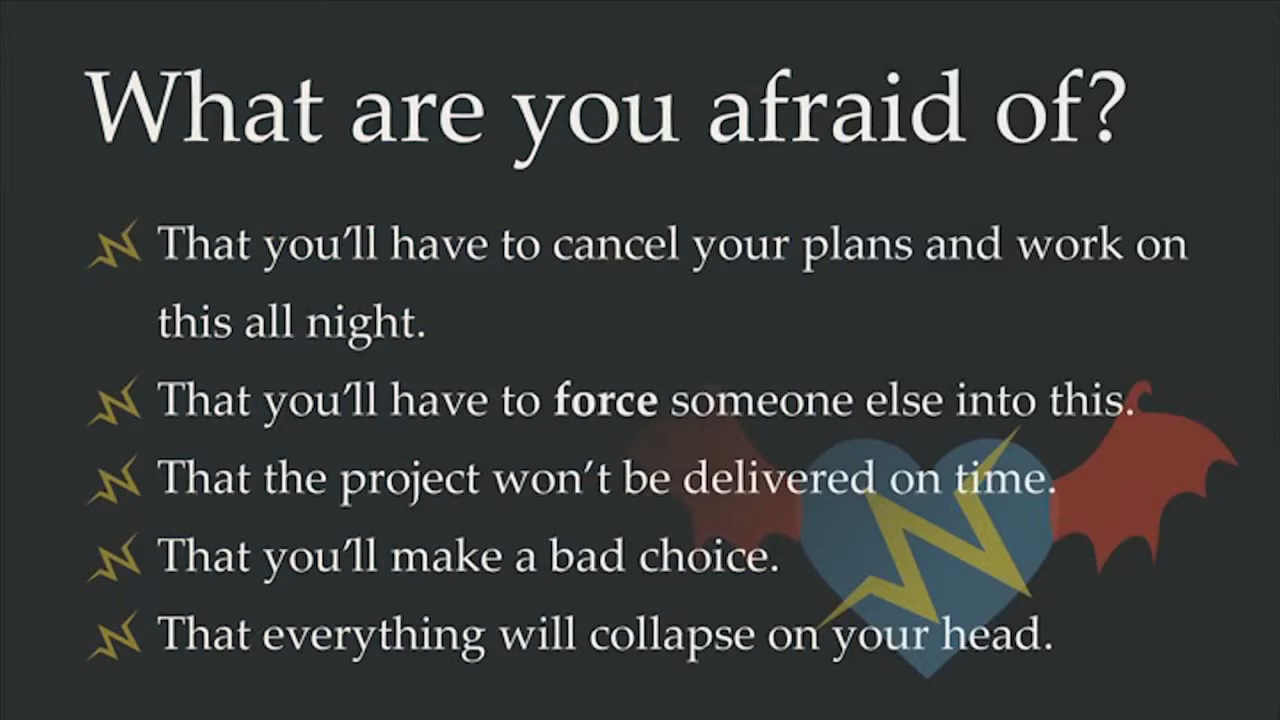 What are you afraid of?
That you’ll have to cancel your plans and work on
this all night.
That you’ll have to force someone else into this.
That the project won’t be delivered on time.
That you’ll make a bad choice.
That everything will collapse on your head.